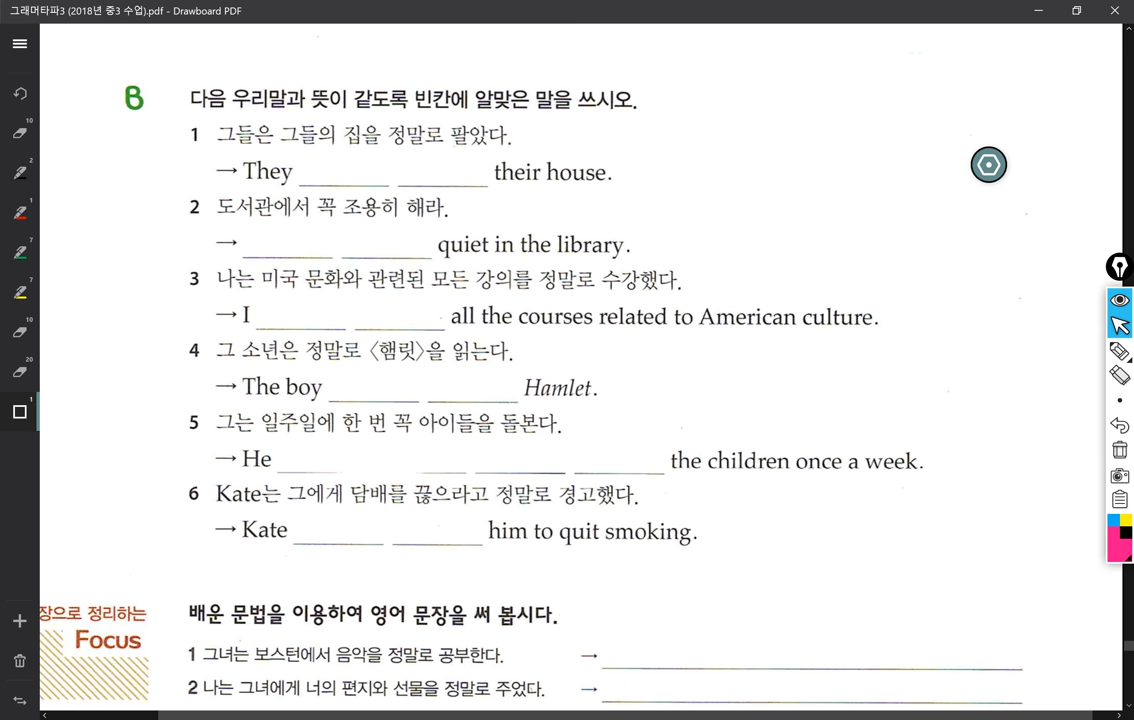 그래머타파3 (2018년 중3 수업).pdf - Drawboard PDF
B 다음 우리말과 뜻이 같도록 빈칸에 알맞은 말을 쓰시오.
1 그들은 그들의 집을 정말로 팔았다.
→ They ________ ________ their house.
2 도서관에서 꼭 조용히 해라.
→ ________ ________ quiet in the library.
3 나는 미국 문화와 관련된 모든 강의를 정말로 수강했다.
→ I ________ ________ all the courses related to American culture.
4 그 소년은 정말로 〈햄릿〉을 읽는다.
→ The boy ________ ________ Hamlet.
5 그는 일주일에 한 번 꼭 아이들을 돌본다.
→ He ________ ________ ________ ________ the children once a week.
6 Kate는 그에게 담배를 끊으라고 정말로 경고했다.
→ Kate ________ ________ him to quit smoking.
장으로 정리하는
Focus
배운 문법을 이용하여 영어 문장을 써 봅시다.
1 그녀는 보스턴에서 음악을 정말로 공부한다. → ________
2 나는 그녀에게 너의 편지와 선물을 정말로 주었다. → ________
10
2
1
7
7
10
20
1